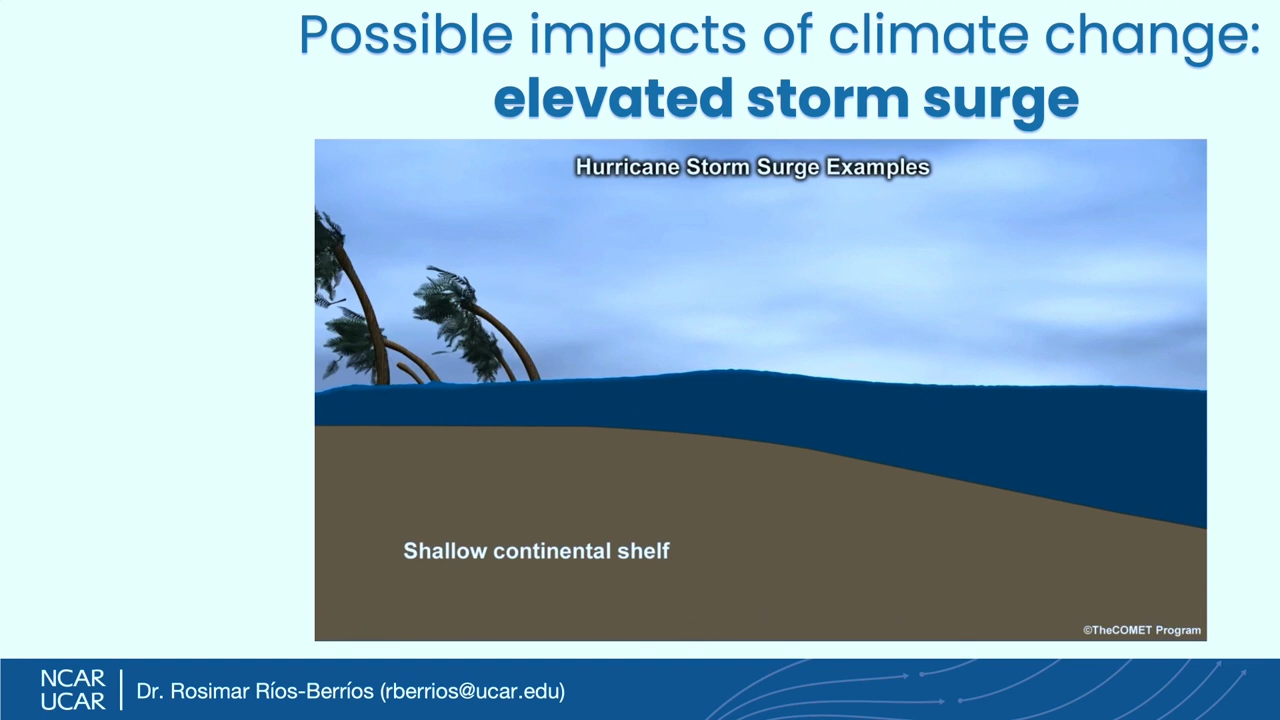 Possible impacts of climate change:
elevated storm surge
Hurricane Storm Surge Examples
Shallow continental shelf
©TheCOMET Program
NCAR
UCAR
Dr. Rosimar Ríos-Berríos (rberrios@ucar.edu)